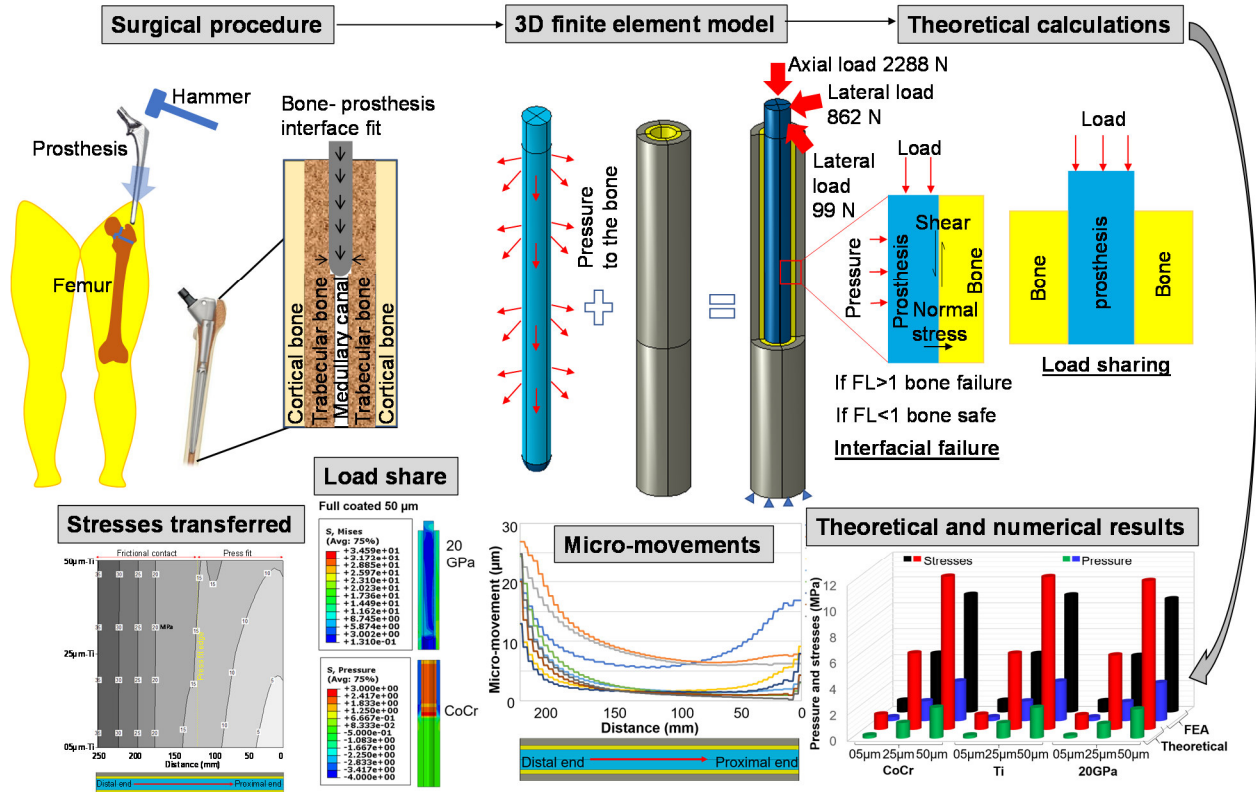 Surgical procedure
3D finite element model
Theoretical calculations
Hammer
Prosthesis
Femur
Bone- prosthesis
interface fit
Cortical bone
Trabecular bone
Medullary canal
Trabecular bone
Cortical bone
Pressure
to the bone
Axial load 2288 N
Lateral load
862 N
Lateral
load
99 N
Load
Pressure
Prosthesis
Shear
Bone
Normal
stress
If FL>1 bone failure
If FL<1 bone safe
Interfacial failure
Load
Bone
prosthesis
Bone
Load sharing
Stresses transferred
Frictional contact
Press fit
50µm-Ti
25µm-Ti
05µm-Ti
MPa
250
200
150
100
50
0
Distance (mm)
Distal end
Proximal end
Load share
Full coated 50 µm
S, Mises
(Avg: 75%)
+3.459e+01
+2.172e+01
+2.885e+01
+2.597e+01
+2.310e+01
+2.023e+01
+1.736e+01
+1.449e+01
+1.162e+01
+8.745e+00
+5.874e+00
+3.002e+00
+1.310e-01
20
GPa
S, Pressure
(Avg: 75%)
+3.000e+00
+2.417e+00
+1.833e+00
+1.250e+00
+6.667e-01
+8.333e-02
-5.000e-01
-1.083e+00
-1.667e+00
-2.250e+00
-2.833e+00
-3.417e+00
-4.000e+00
CoCr
Micro-movements
Micro-movement (µm)
30
20
10
0
200
150
100
50
0
Distance (mm)
Distal end
Proximal end
Theoretical and numerical results
Stresses
Pressure
Pressure and stresses (MPa)
12
10
8
6
4
2
0
FEA
Theoretical
05µm 25µm 50µm
05µm 25µm 50µm
05µm 25µm 50µm
CoCr
Ti
20GPa